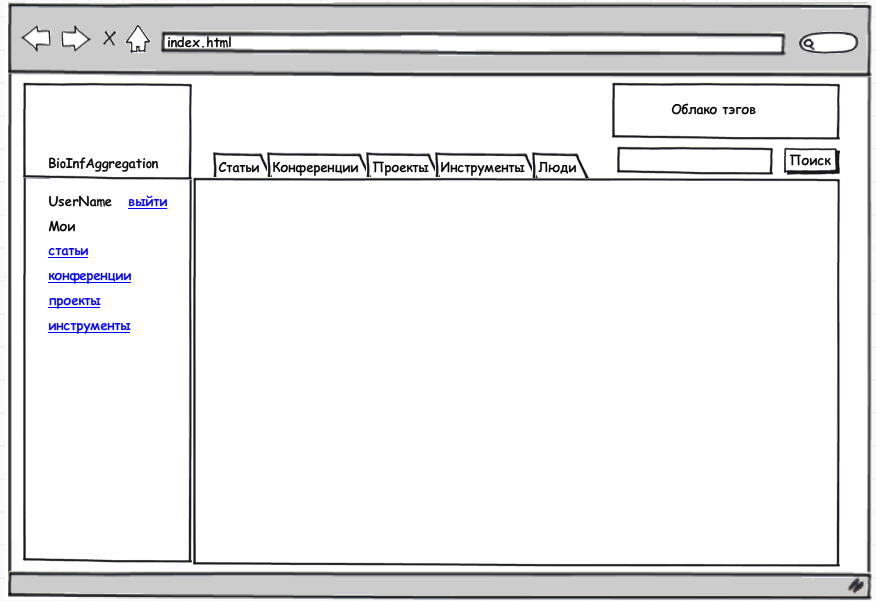 index.html
Облако тэгов
BioInfAggregation
Статьи Конференции Проекты Инструменты Люди
Поиск
UserName выйти
Мои
статьи
конференции
проекты
инструменты